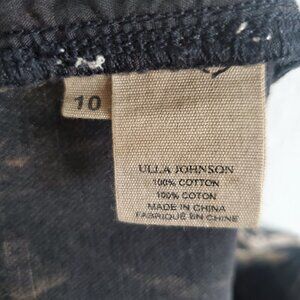 10
ULLA JOHNSON
100% COTTON
100% COTON
MADE IN CHINA
FABRIQUÉ EN CHINE